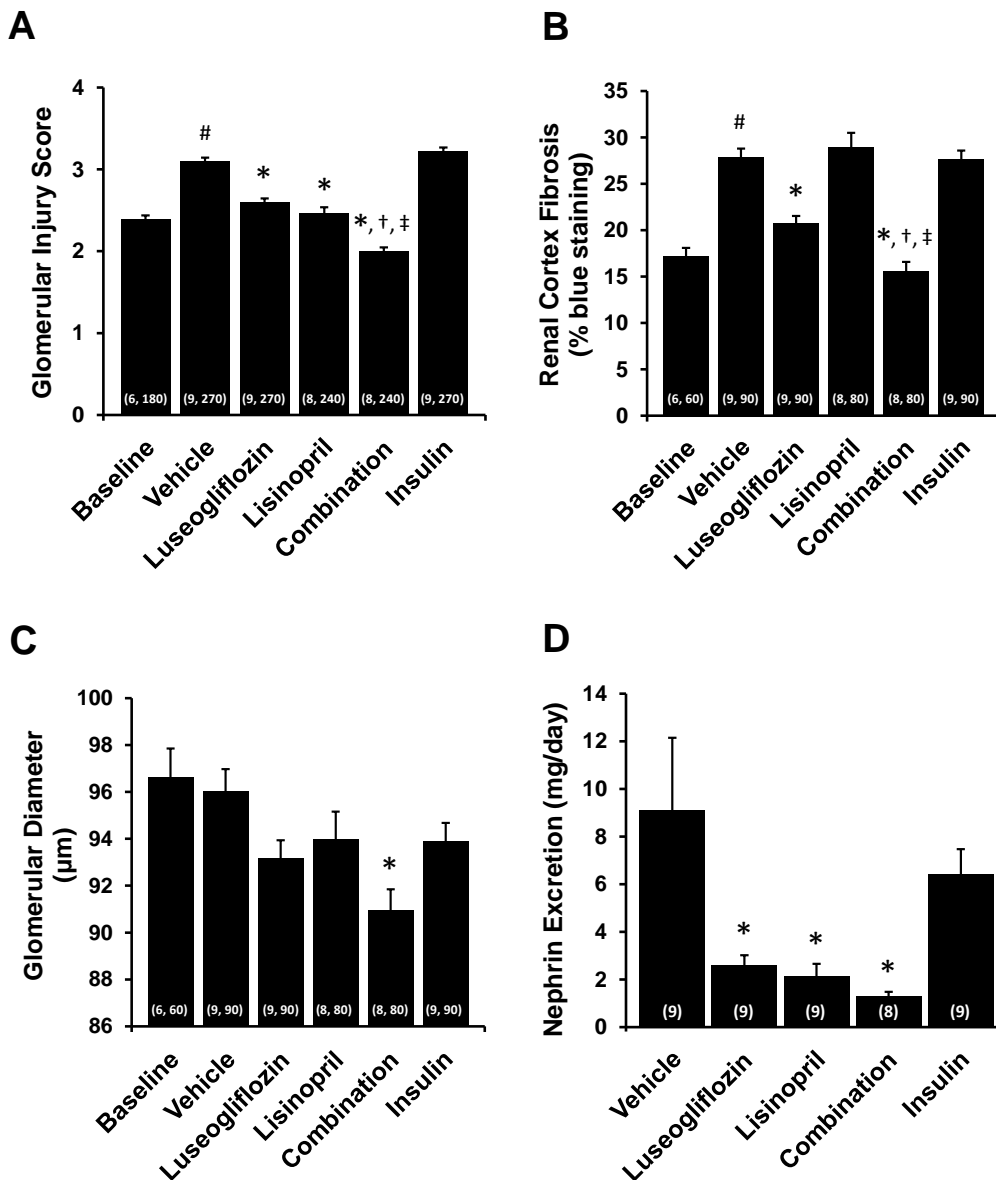 A
Glomerular Injury Score
4
3
2
1
0
#
*
*
*, †, ‡
(6, 180)
(9, 270)
(9, 270)
(8, 240)
(8, 240)
(9, 270)
Baseline
Vehicle
Luseogliflozin
Lisinopril
Combination
Insulin
B
Renal Cortex Fibrosis
(% blue staining)
35
30
25
20
15
10
5
0
#
*
*, †, ‡
(6, 60)
(9, 90)
(9, 90)
(8, 80)
(8, 80)
(9, 90)
Baseline
Vehicle
Luseogliflozin
Lisinopril
Combination
Insulin
C
Glomerular Diameter
(µm)
100
98
96
94
92
90
88
86
*
(6, 60)
(9, 90)
(9, 90)
(8, 80)
(8, 80)
(9, 90)
Baseline
Vehicle
Luseogliflozin
Lisinopril
Combination
Insulin
D
Nephrin Excretion (mg/day)
14
12
10
8
6
4
2
0
*
*
*
(9)
(9)
(9)
(8)
(9)
Vehicle
Luseogliflozin
Lisinopril
Combination
Insulin